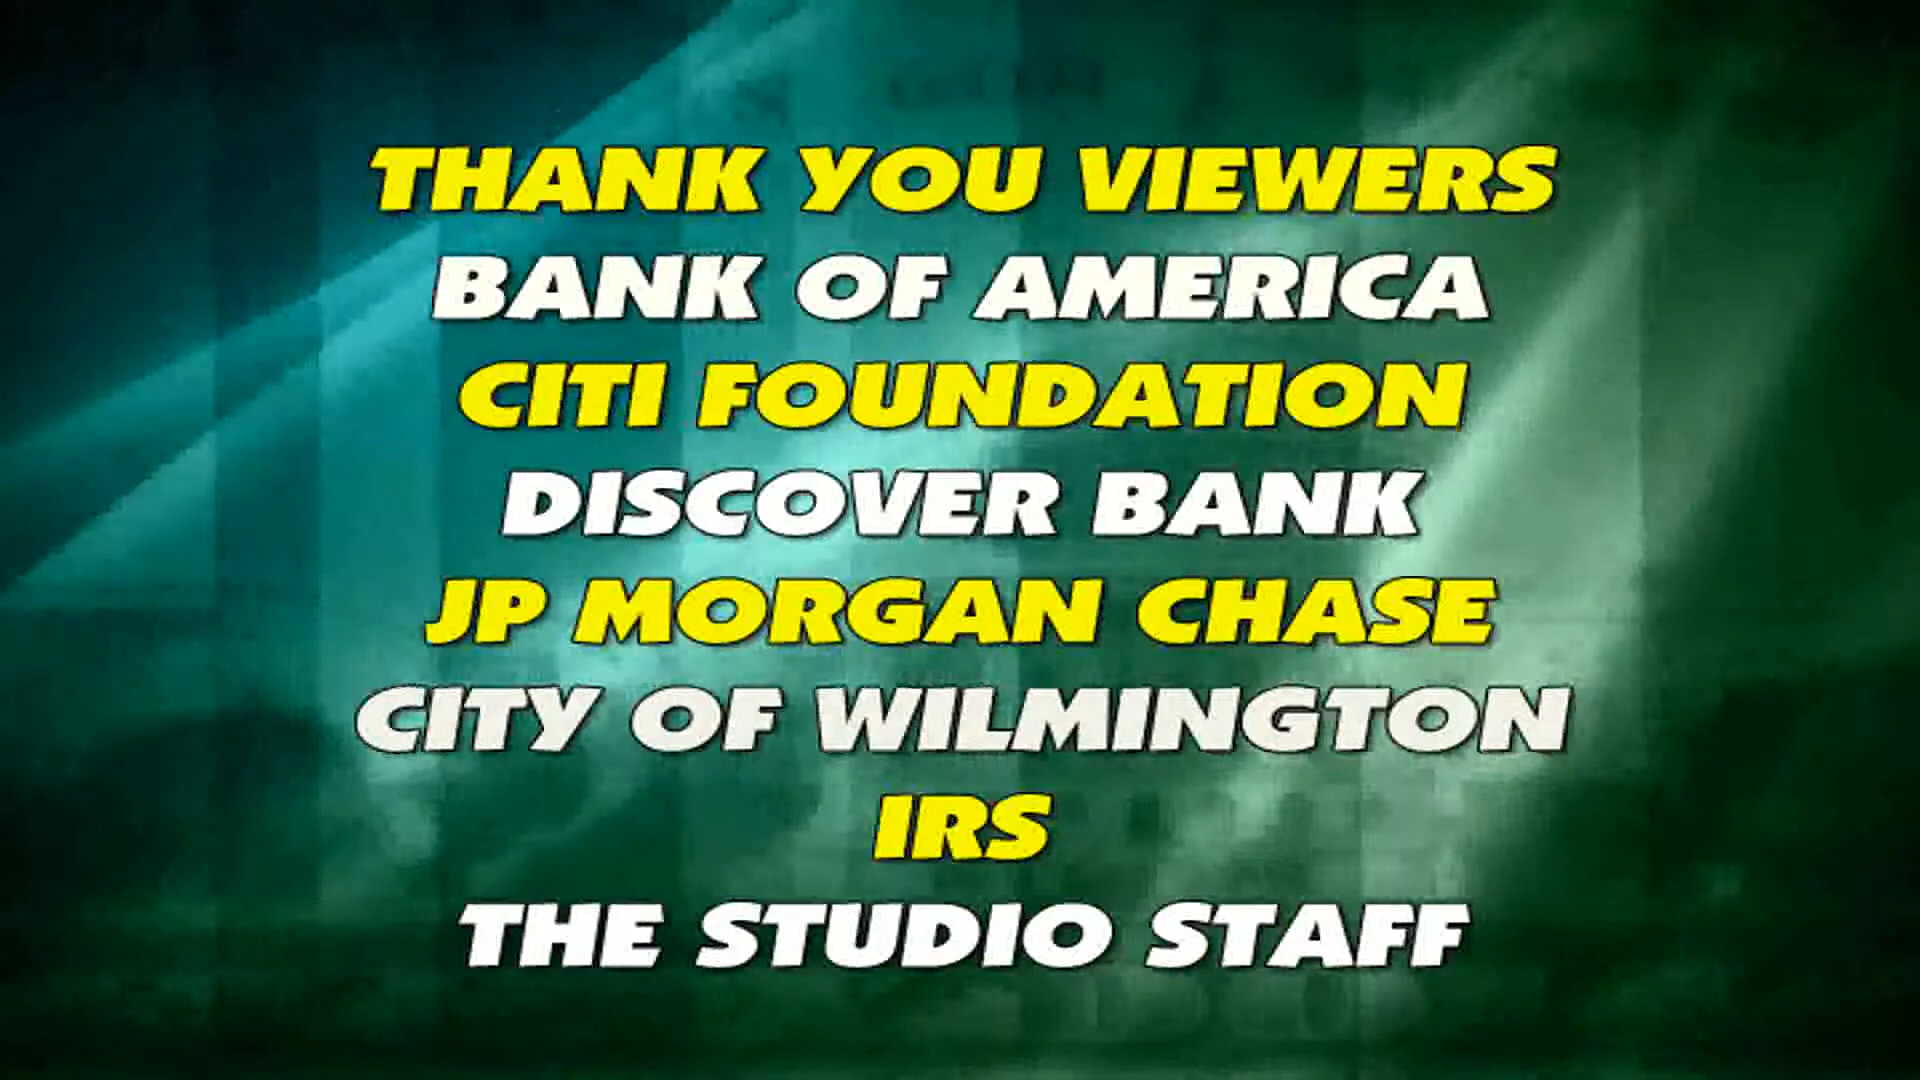 THANK YOU VIEWERS
BANK OF AMERICA
CITI FOUNDATION
DISCOVER BANK
JP MORGAN CHASE
CITY OF WILMINGTON
IRS
THE STUDIO STAFF